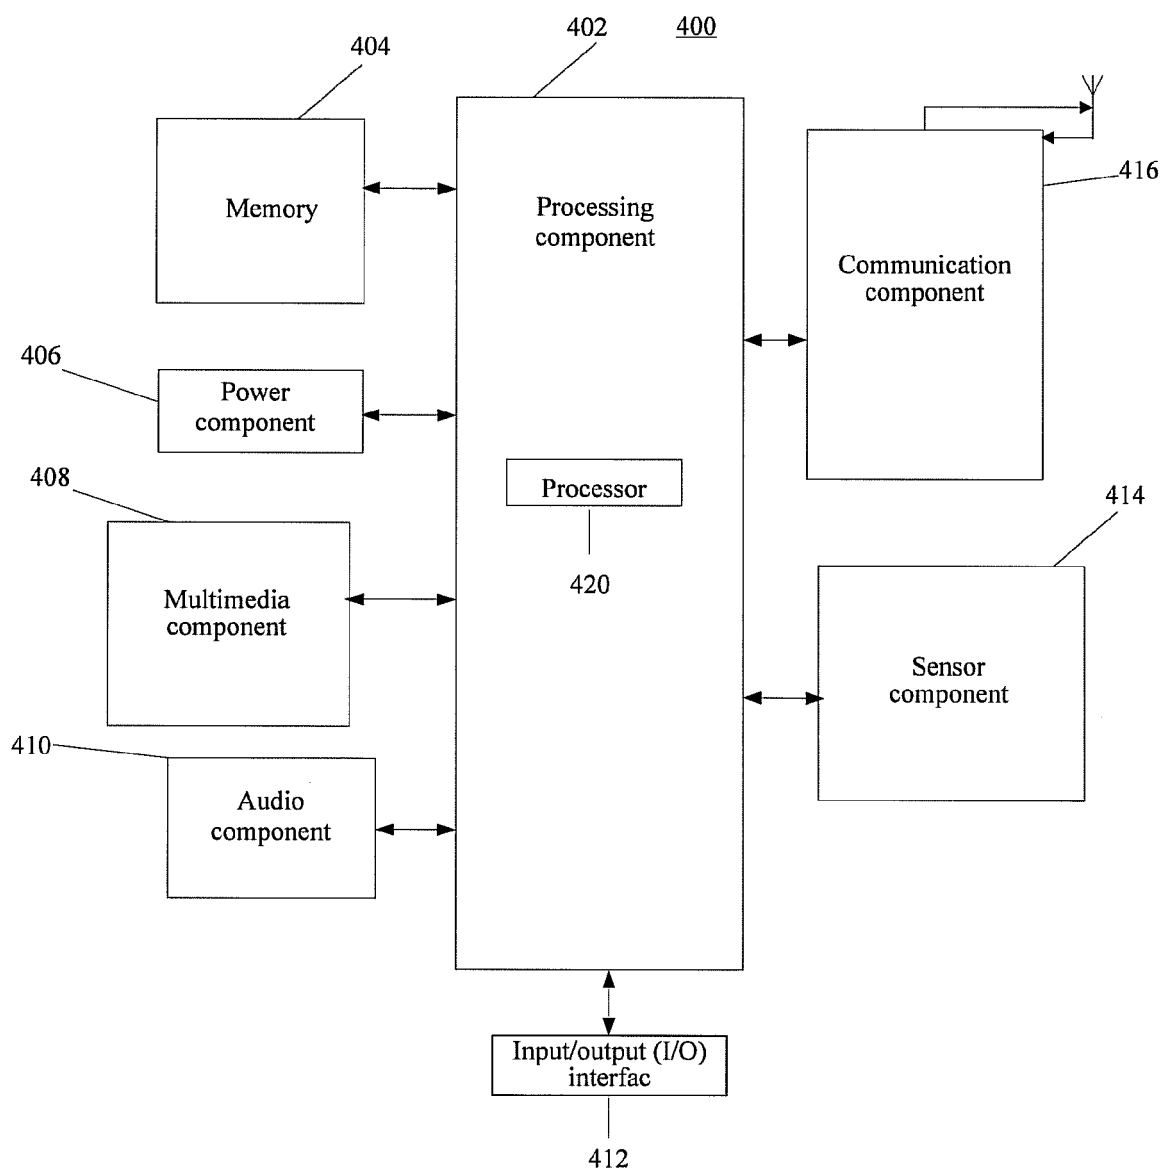 402
400
404
416
Memory
Processing
component
Communication
component
406
Power
component
408
Processor
414
420
Multimedia
component
Sensor
component
410
Audio
component
Input/output (I/O)
interfac
412